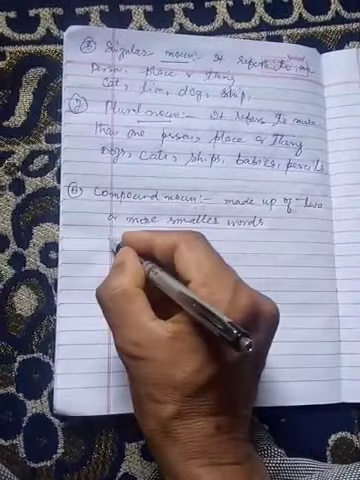 Singular noun:- It refers to one
person, place or thing
cat, lion, dog, ship,
Plural noun:- It refers to more
than one person, place or thing
Dogs, cats, ships, babies, pencils,
Compound noun:- made up of two
or more smaller words